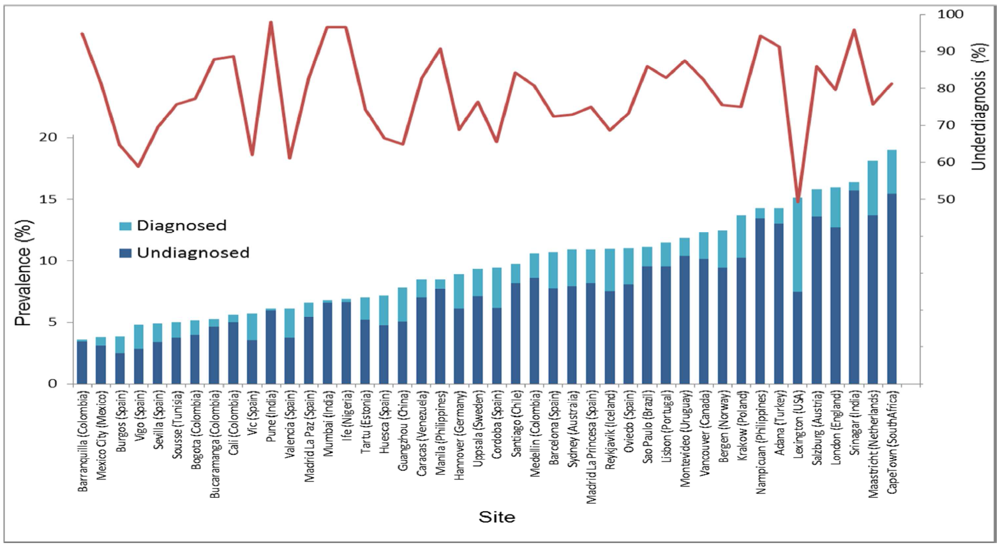 100
90
80
70
60
50
Underdiagnosis (%)
20
15
10
5
0
Prevalence (%)
Diagnosed
Undiagnosed
Barranquilla (Colombia)
Mexico City (Mexico)
Burgos (Spain)
Vigo (Spain)
Sevilla (Spain)
Sousse (Tunisia)
Bogota (Colombia)
Bucaramanga (Colombia)
Cali (Colombia)
Vic (Spain)
Pune (India)
Valencia (Spain)
Madrid La Paz (Spain)
Mumbai (India)
Ife (Nigeria)
Tartu (Estonia)
Huesca (Spain)
Guangzhou (China)
Caracas (Venezuela)
Manila (Philippines)
Hannover (Germany)
Uppsala (Sweden)
Cordoba (Spain)
Santiago (Chile)
Medellin (Colombia)
Barcelona (Spain)
Sydney (Australia)
Madrid La Princesa (Spain)
Reykjavik (Iceland)
Oviedo (Spain)
Sao Paulo (Brazil)
Lisbon (Portugal)
Montevideo (Uruguay)
Vancouver (Canada)
Bergen (Norway)
Krakow (Poland)
Nampicuan (Philippines)
Adana (Turkey)
Lexington (USA)
Salzburg (Austria)
London (England)
Srinagar (India)
Maastricht (Netherlands)
CapeTown (SouthAfrica)
Site